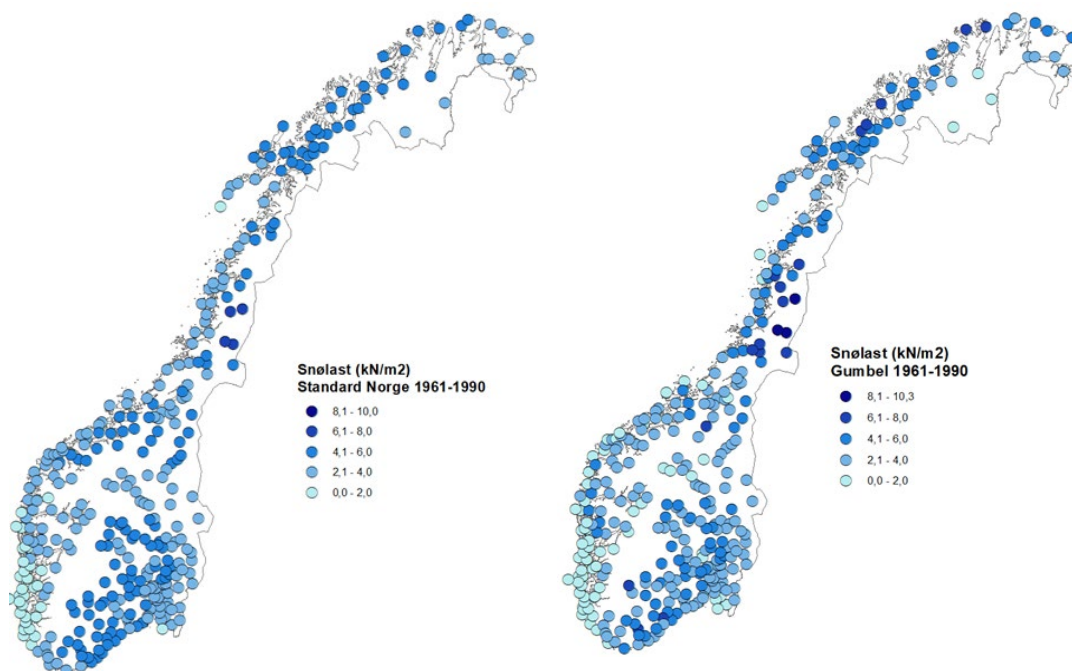 Snølast (kN/m2)
Standard Norge 1961-1990
8,1 - 10,0
6,1 - 8,0
4,1 - 6,0
2,1 - 4,0
0,0 - 2,0
Snølast (kN/m2)
Gumbel 1961-1990
8,1 - 10,3
6,1 - 8,0
4,1 - 6,0
2,1 - 4,0
0,0 - 2,0